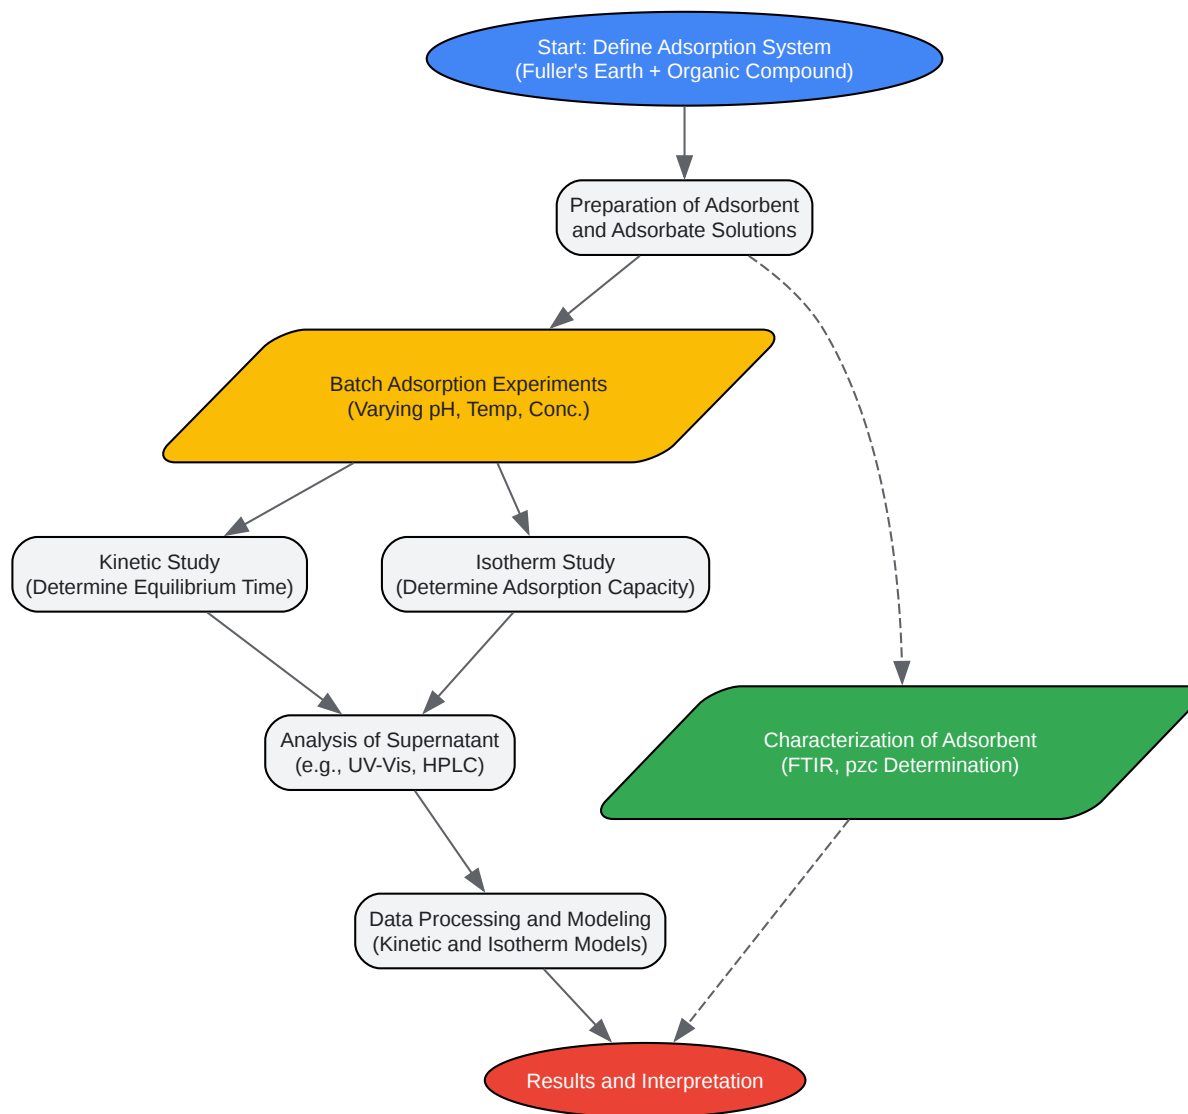 Start: Define Adsorption System
(Fuller's Earth + Organic Compound)
Preparation of Adsorbent
and Adsorbate Solutions
Batch Adsorption Experiments
(Varying pH, Temp, Conc.)
Kinetic Study
(Determine Equilibrium Time)
Isotherm Study
(Determine Adsorption Capacity)
Analysis of Supernatant
(e.g., UV-Vis, HPLC)
Characterization of Adsorbent
(FTIR, pzc Determination)
Data Processing and Modeling
(Kinetic and Isotherm Models)
Results and Interpretation